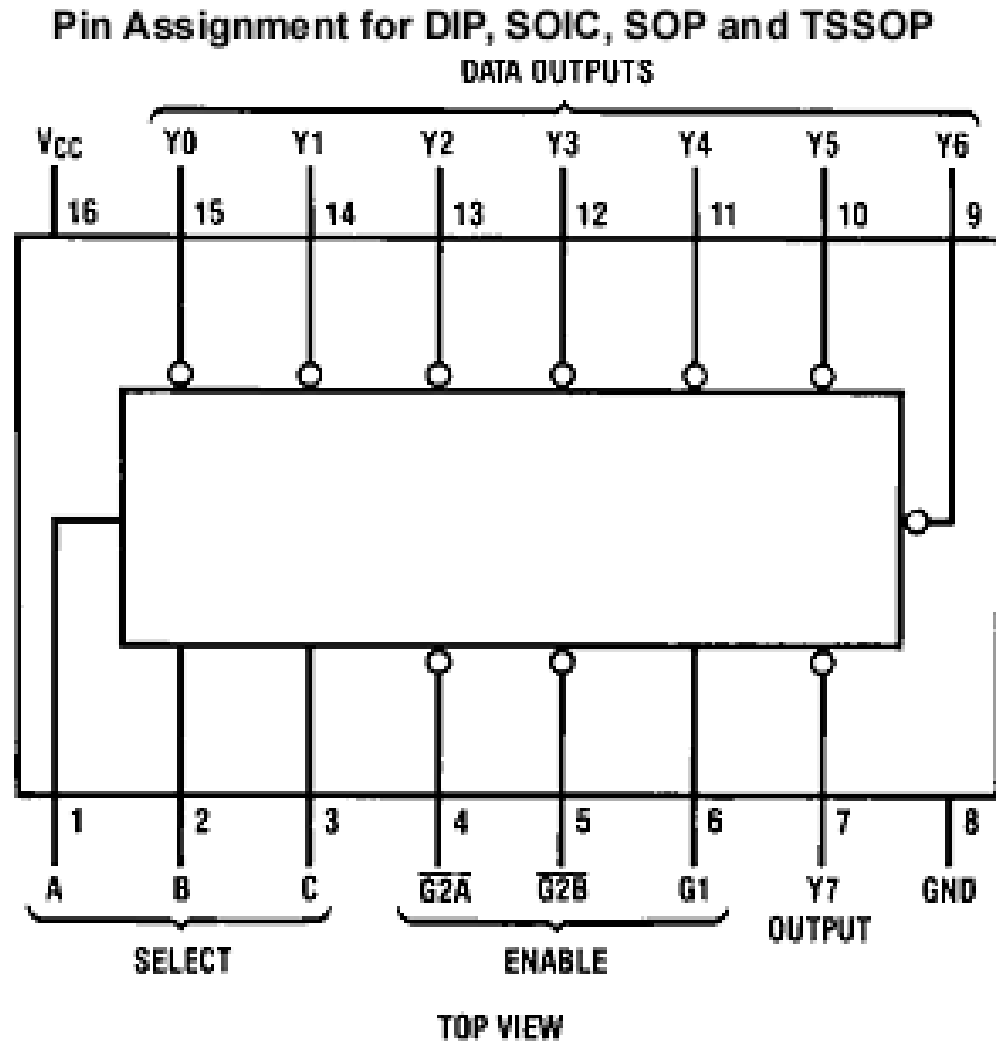 Pin Assignment for DIP, SOIC, SOP and TSSOP
DATA OUTPUTS
VCC Y0 Y1 Y2 Y3 Y4 Y5 Y6
16 15 14 13 12 11 10 9
1 2 3 4 5 6 7 8
A B C G2A G2B G1 Y7 GND
OUTPUT
SELECT ENABLE
TOP VIEW